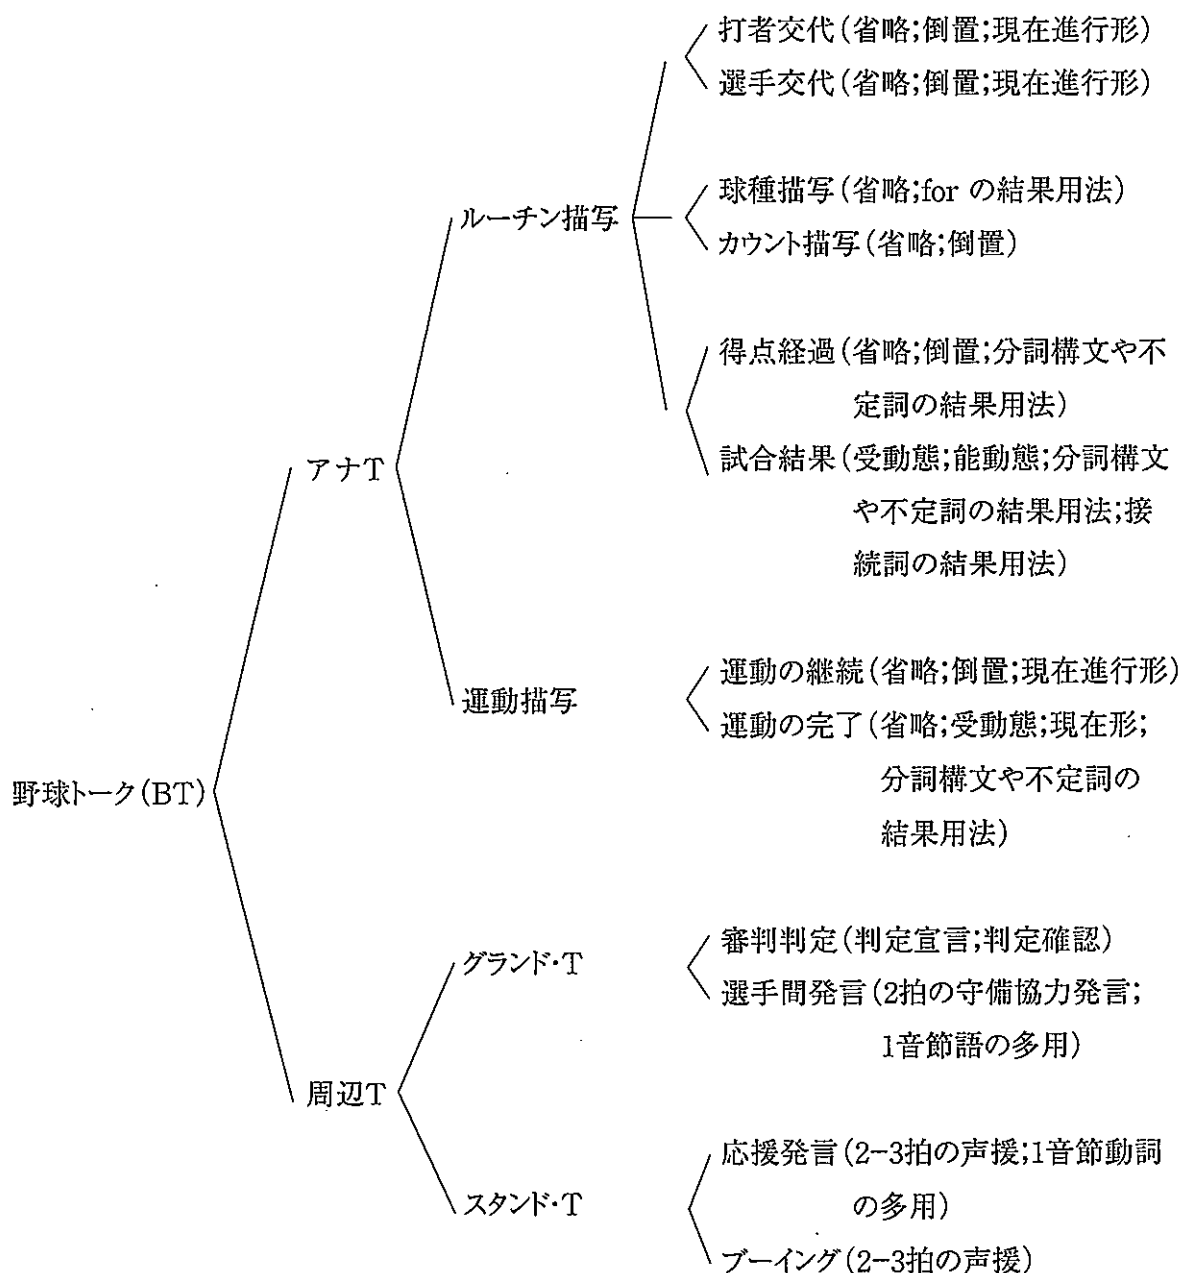 打者交代(省略;倒置;現在進行形)
選手交代(省略;倒置;現在進行形)
球種描写(省略;for の結果用法)
ルーチン描写
カウント描写(省略;倒置)
得点経過(省略;倒置;分詞構文や不
定詞の結果用法)
アナT
試合結果(受動態;能動態;分詞構文
や不定詞の結果用法;接
続詞の結果用法)
運動の継続(省略;倒置;現在進行形)
運動描写
運動の完了(省略;受動態;現在形;
分詞構文や不定詞の
結果用法)
野球トーク(BT)
審判判定(判定宣言;判定確認)
グランド・T
選手間発言(2拍の守備協力発言;
1音節語の多用)
周辺T
応援発言(2-3拍の声援;1音節動詞
の多用)
スタンド・T
ブーイング(2-3拍の声援)